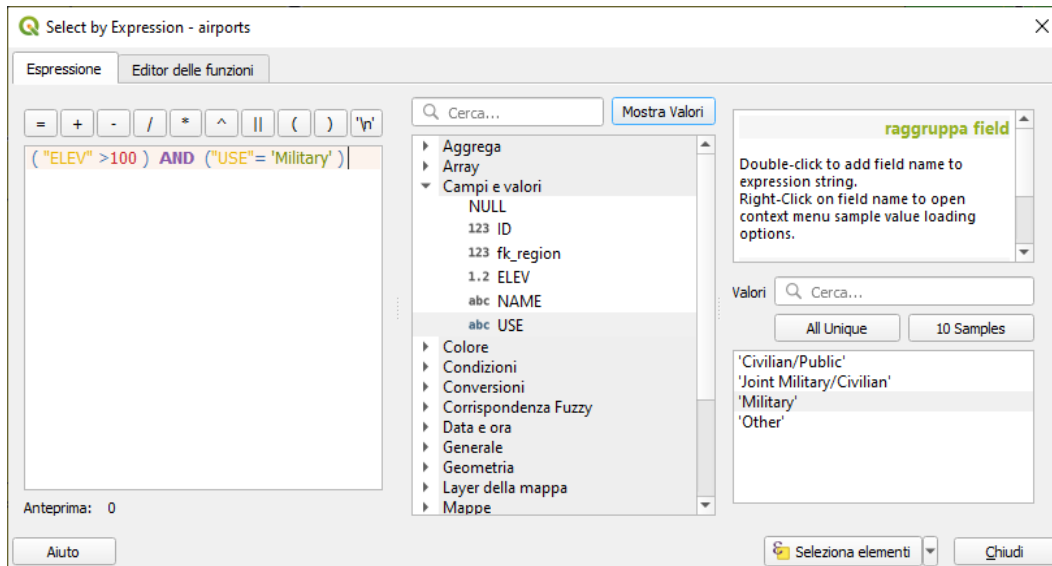 Select by Expression - airports
Espressione Editor delle funzioni
= + - / * ^ || ( ) '\n'
( "ELEV" >100 ) AND ("USE"= 'Military' )
Anteprima: 0
Cerca... Mostra Valori
Aggrega
Array
Campi e valori
NULL
123 ID
123 fk_region
1.2 ELEV
abc NAME
abc USE
Colore
Condizioni
Conversioni
Corrispondenza Fuzzy
Data e ora
Generale
Geometria
Layer della mappa
Mappe
raggruppa field
Double-click to add field name to
expression string.
Right-Click on field name to open
context menu sample value loading
options.
Valori Cerca...
All Unique 10 Samples
'Civilian/Public'
'Joint Military/Civilian'
'Military'
'Other'
Aiuto Seleziona elementi Chiudi